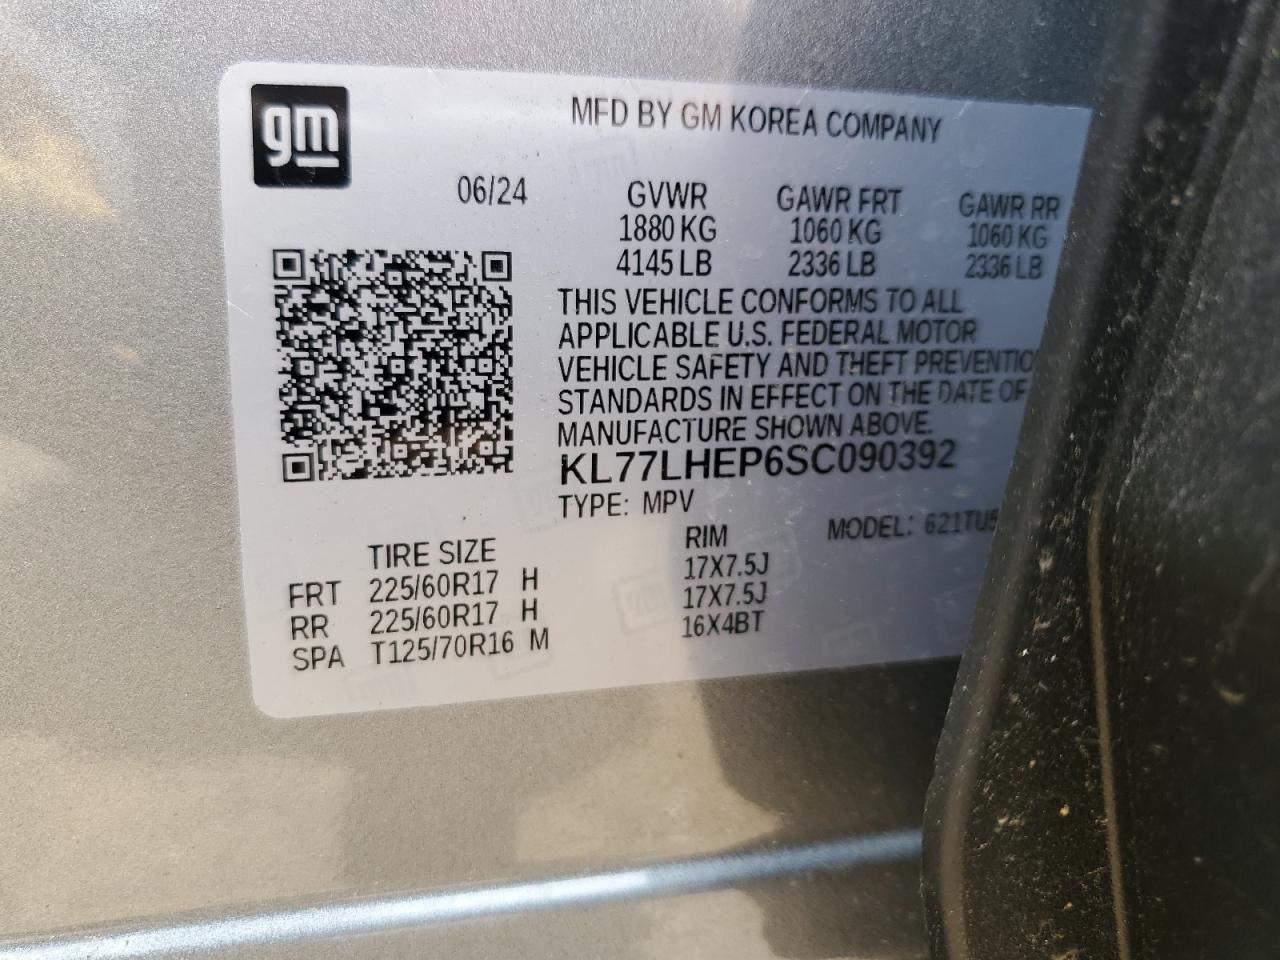 gm
MFD BY GM KOREA COMPANY
06/24 GVWR GAWR FRT GAWR RR
1880 KG 1060 KG 1060 KG
4145 LB 2336 LB 2336 LB
THIS VEHICLE CONFORMS TO ALL
APPLICABLE U.S. FEDERAL MOTOR
VEHICLE SAFETY AND THEFT PREVENTIO
STANDARDS IN EFFECT ON THE DATE OF
MANUFACTURE SHOWN ABOVE.
KL77LHEP6SC090392
TYPE: MPV MODEL: 621TU5
TIRE SIZE RIM
FRT 225/60R17 H 17X7.5J
RR 225/60R17 H 17X7.5J
SPA T125/70R16 M 16X4BT